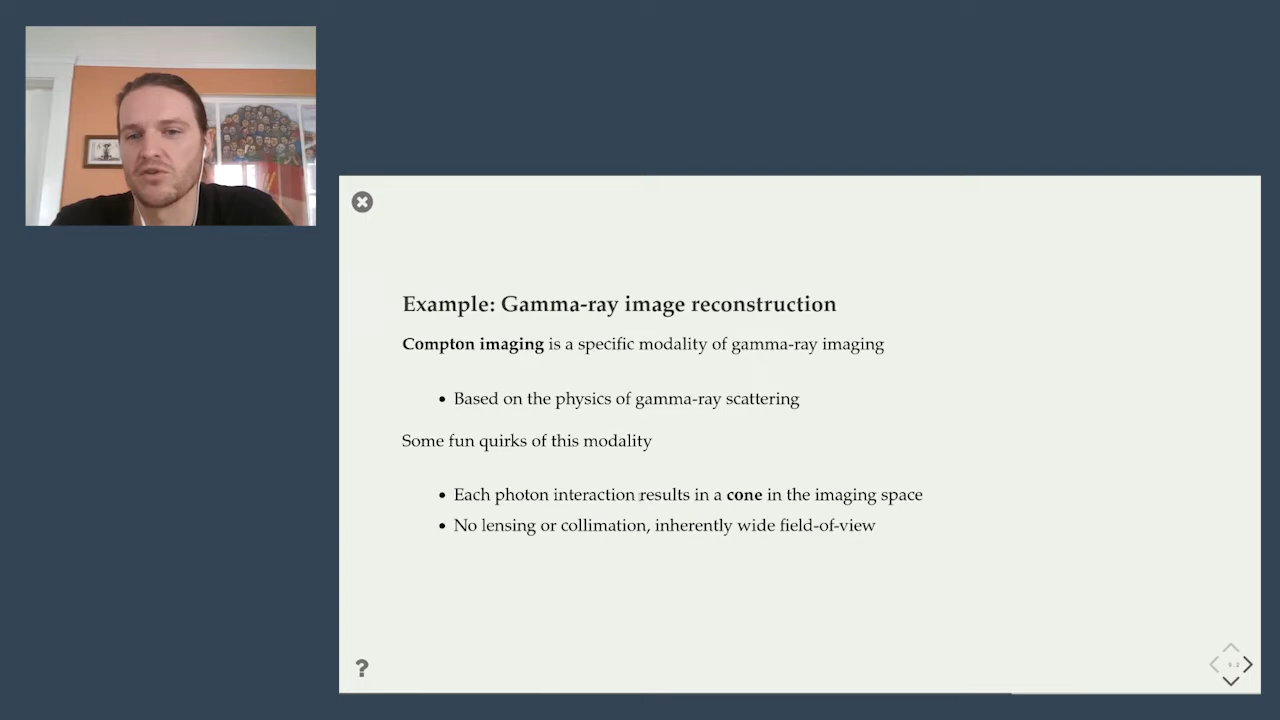 Example: Gamma-ray image reconstruction
Compton imaging is a specific modality of gamma-ray imaging
Based on the physics of gamma-ray scattering
Some fun quirks of this modality
Each photon interaction results in a cone in the imaging space
No lensing or collimation, inherently wide field-of-view
?